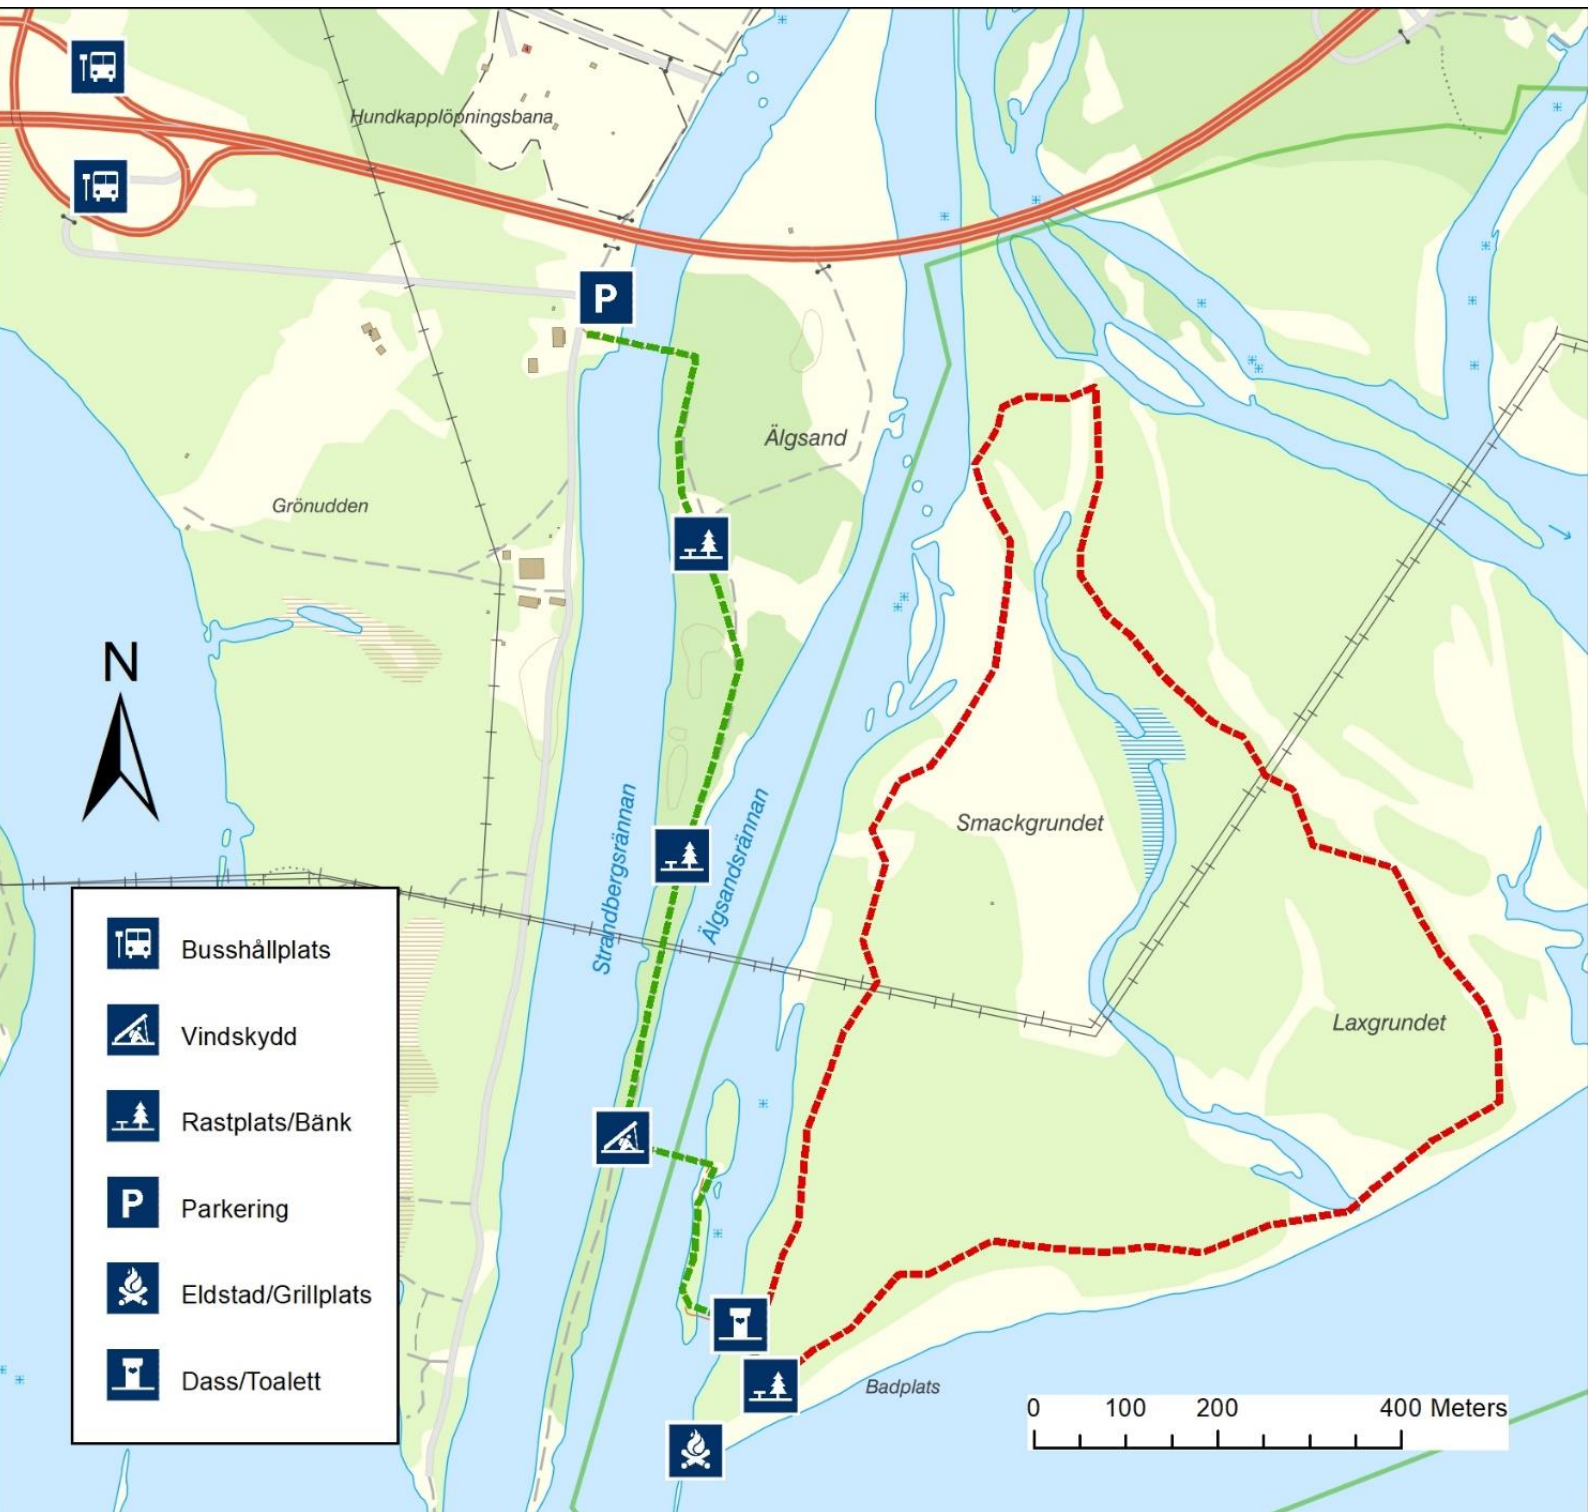 Hundkapplöpningsbana
P
Älgsand
Grönudden
N
Smackgrundet
Strandbergsrännan
Älgsandsrännan
Laxgrundet
Busshållplats
Vindskydd
Rastplats/Bänk
P Parkering
Eldstad/Grillplats
Dass/Toalett
Badplats
0 100 200 400 Meters